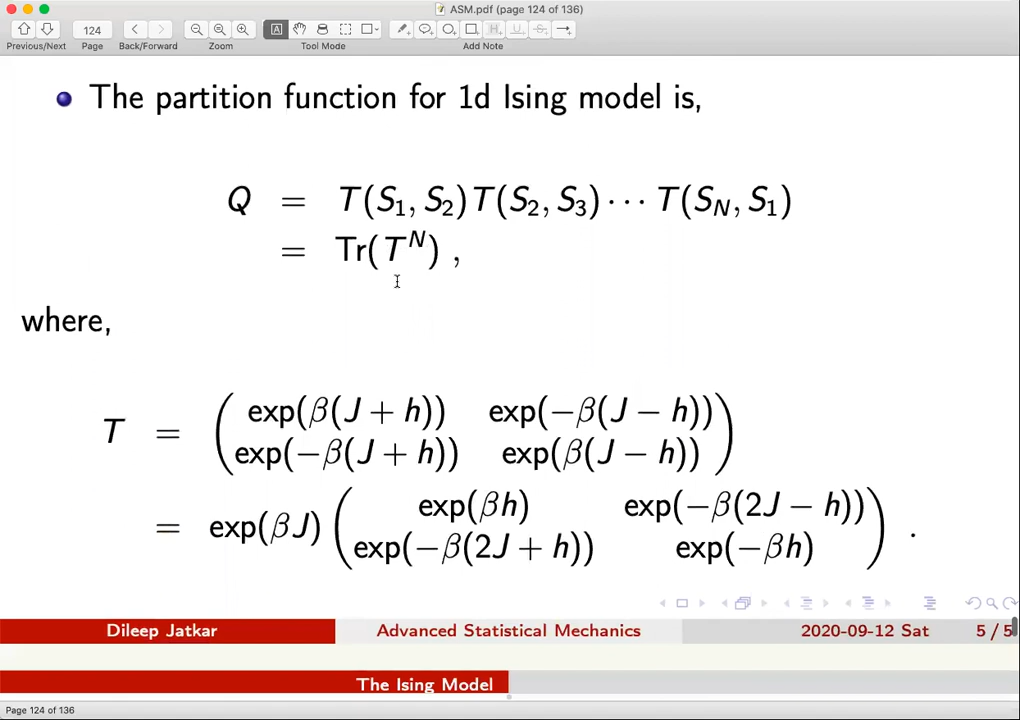 ASM.pdf (page 124 of 136)
124
Previous/Next Page Back/Forward Zoom Tool Mode Add Note
The partition function for 1d Ising model is,
Q = T(S₁, S₂)T(S₂, S₃) ⋯ T(S_N, S₁)
= Tr(T^N) ,
where,
T = ( exp(β(J + h)) exp(−β(J − h))
exp(−β(J + h)) exp(β(J − h)) )
= exp(βJ) ( exp(βh) exp(−β(2J − h))
exp(−β(2J + h)) exp(−βh) ) .
Dileep Jatkar Advanced Statistical Mechanics 2020-09-12 Sat 5 / 5
The Ising Model
Page 124 of 136